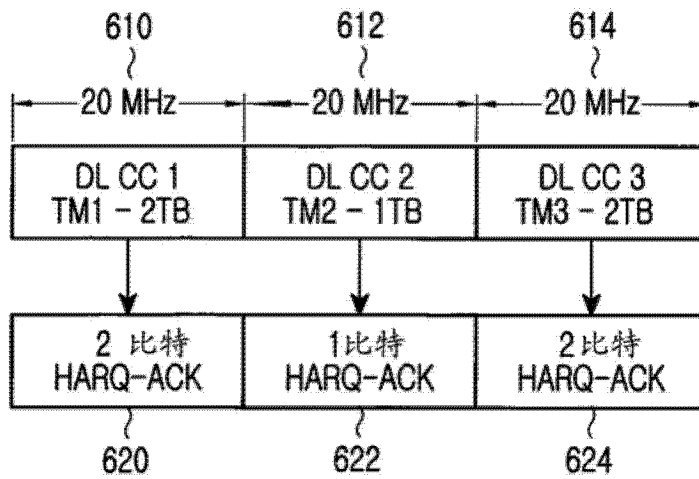 610 612 614
20 MHz 20 MHz 20 MHz
DL CC 1 DL CC 2 DL CC 3
TM1 - 2TB TM2 - 1TB TM3 - 2TB
2 比特 1比特 2比特
HARQ-ACK HARQ-ACK HARQ-ACK
620 622 624